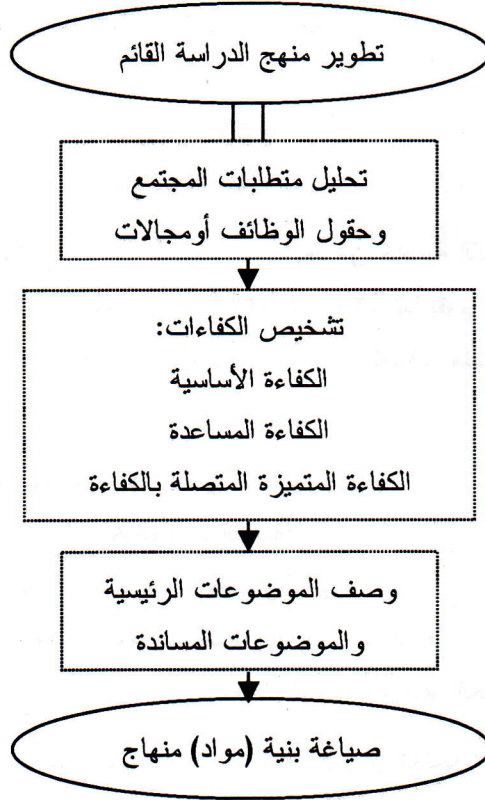 تطوير منهج الدراسة القائم
تحليل متطلبات المجتمع
وحقول الوظائف أومجالات
تشخيص الكفاءات:
الكفاءة الأساسية
الكفاءة المساعدة
الكفاءة المتميزة المتصلة بالكفاءة
وصف الموضوعات الرئيسية
والموضوعات المساندة
صياغة بنية (مواد) منهاج